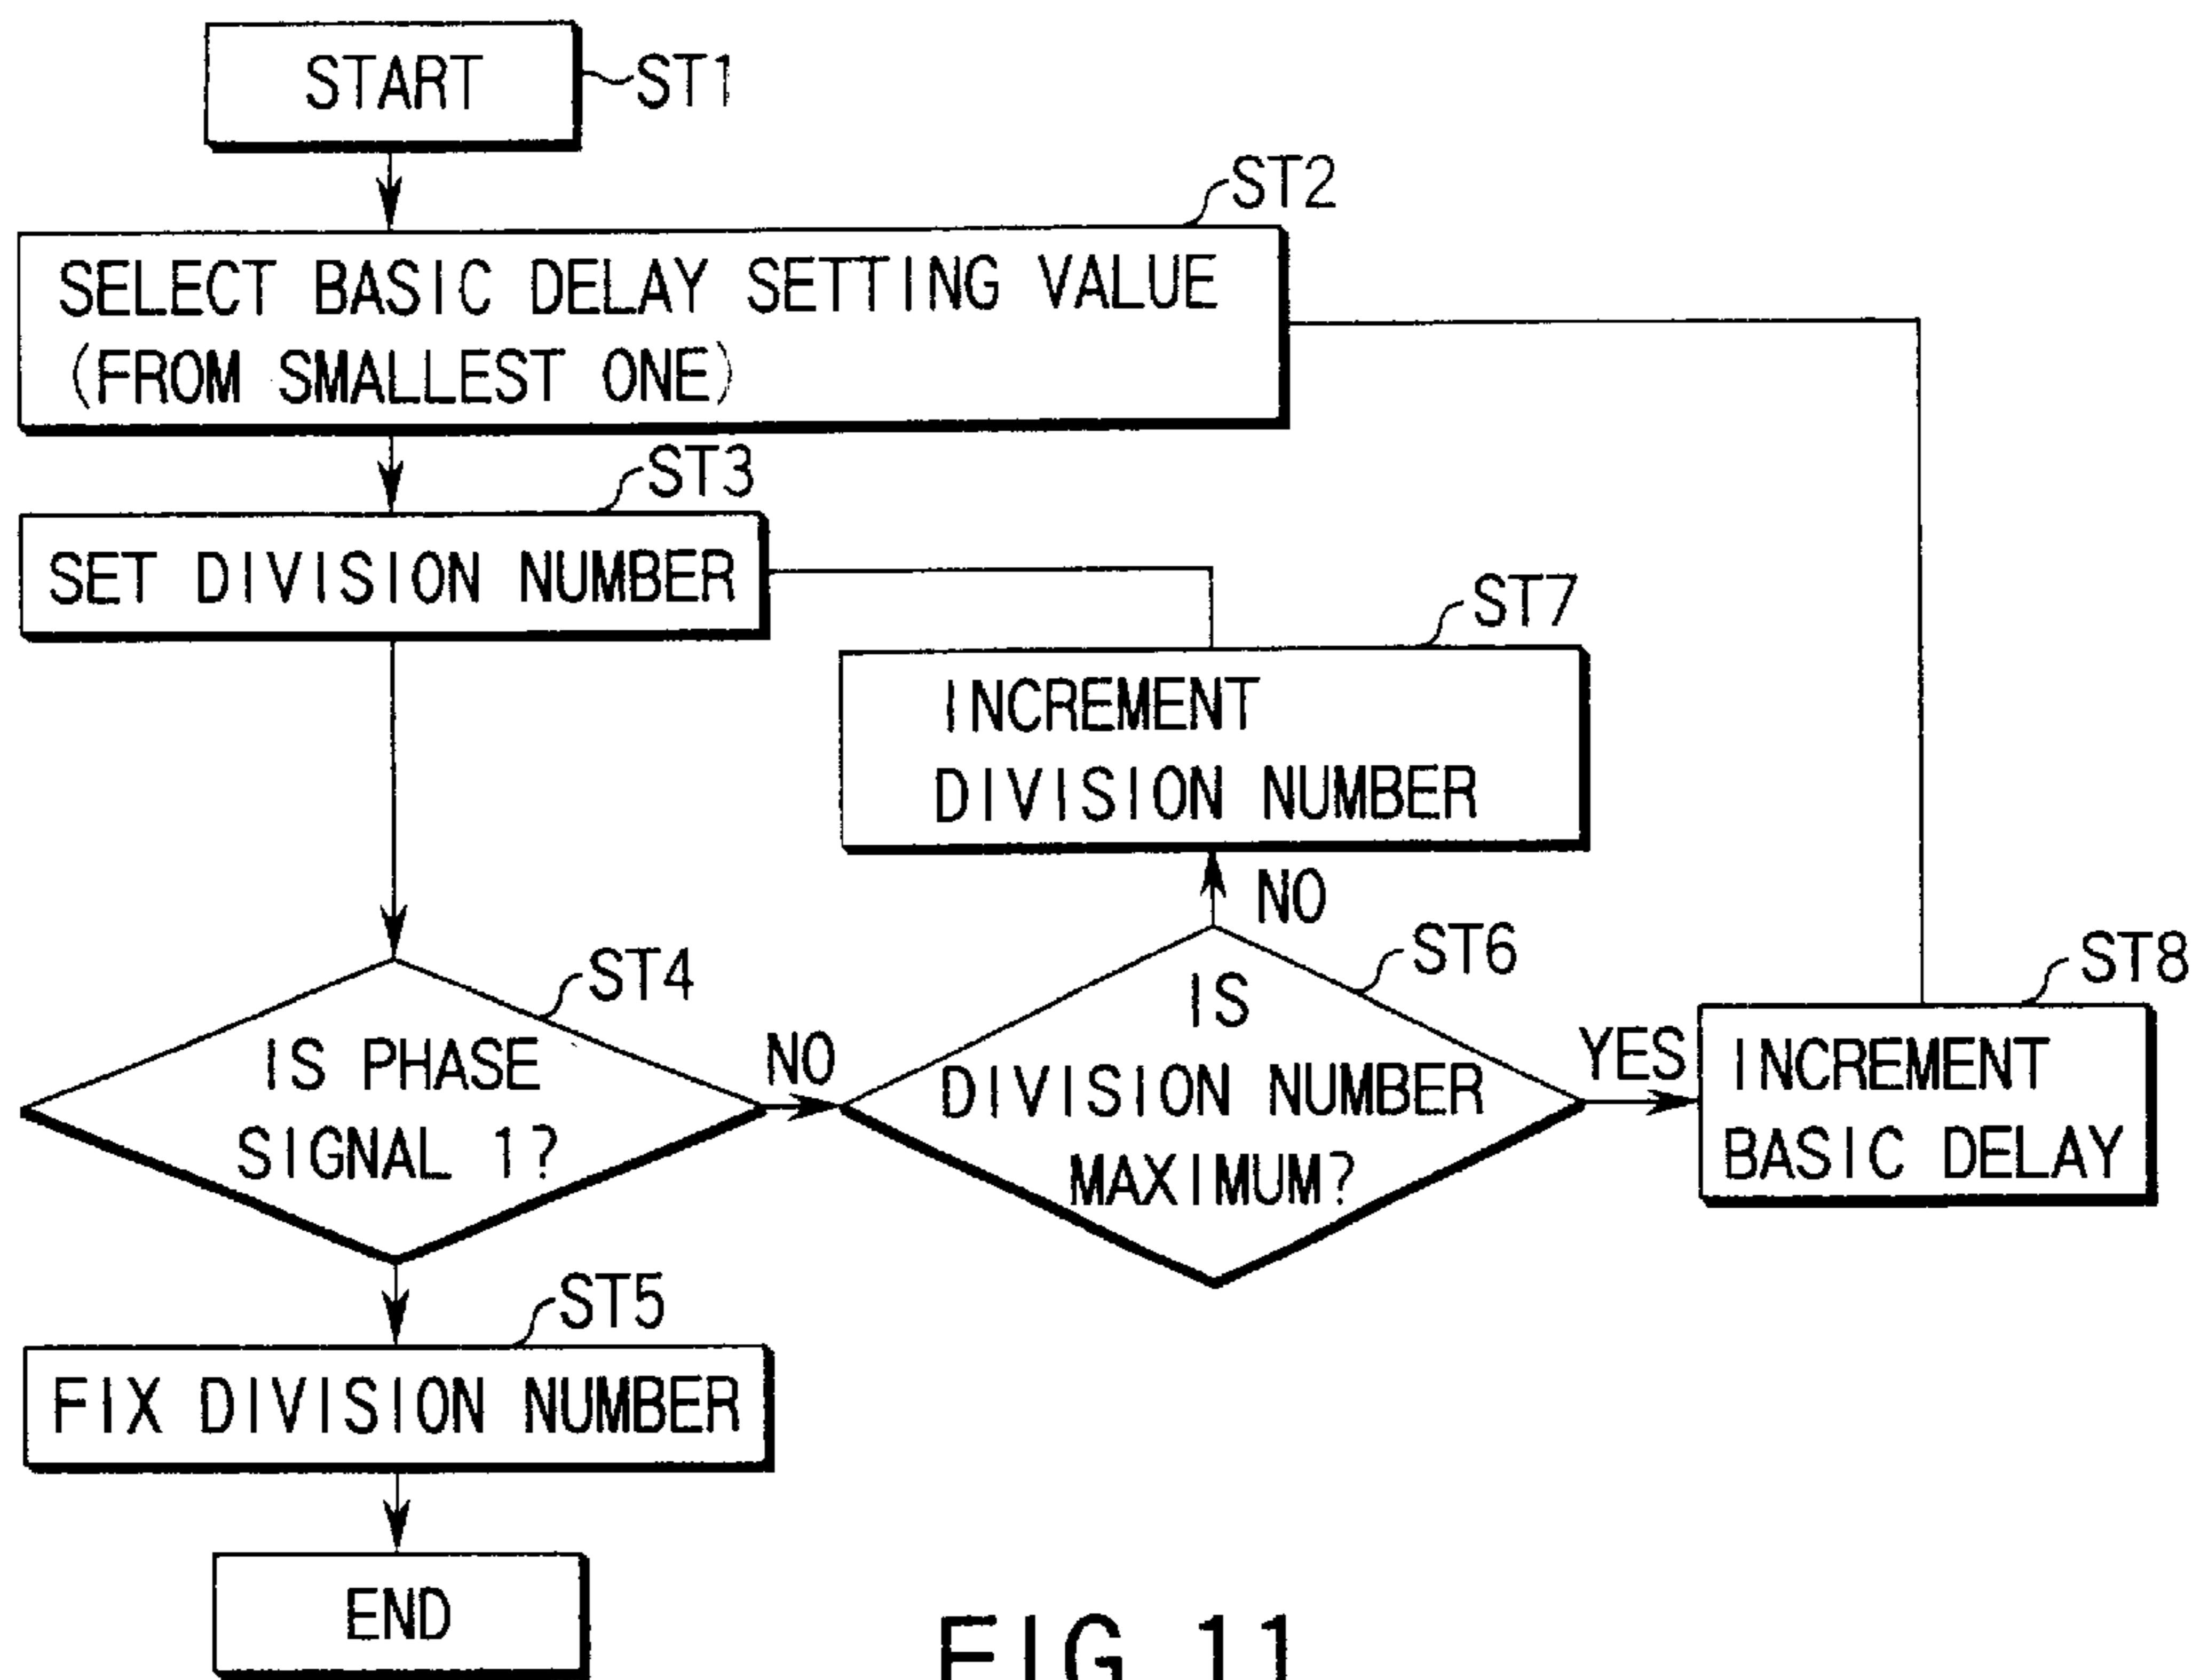 START
ST1
ST2
SELECT BASIC DELAY SETTING VALUE
(FROM SMALLEST ONE)
ST3
SET DIVISION NUMBER
ST7
INCREMENT
DIVISION NUMBER
NO
ST4
IS PHASE
SIGNAL 1?
NO
ST6
IS
DIVISION NUMBER
MAXIMUM?
YES
ST8
INCREMENT
BASIC DELAY
ST5
FIX DIVISION NUMBER
END
FIG. 11